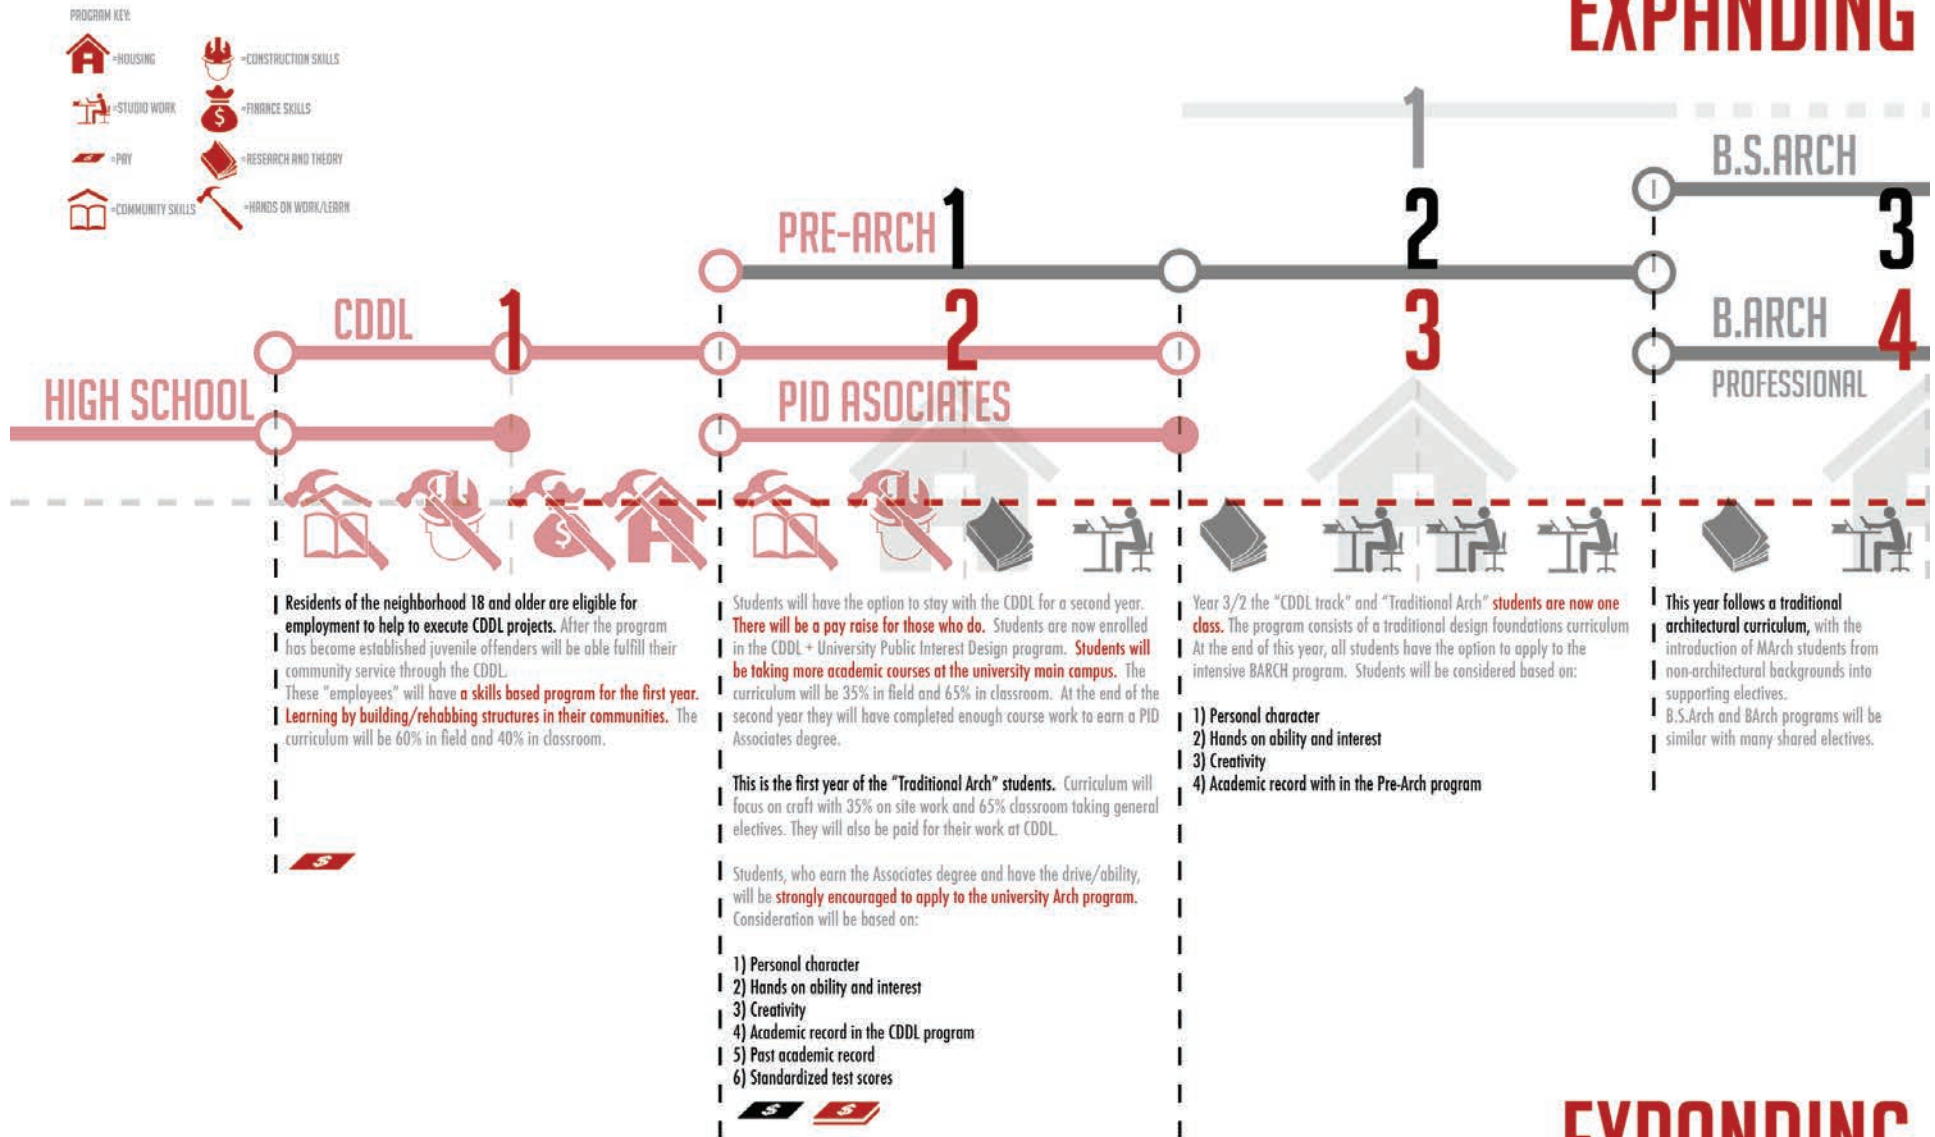 PROGRAM KEY:
=HOUSING
=CONSTRUCTION SKILLS
=STUDIO WORK
=FINANCE SKILLS
=PAY
=RESEARCH AND THEORY
=COMMUNITY SKILLS
=HANDS ON WORK/LEARN
EXPANDING
1
B.S.ARCH
PRE-ARCH
1
2
3
CDDL
1
2
3
B.ARCH
4
HIGH SCHOOL
PID ASOCIATES
PROFESSIONAL
Residents of the neighborhood 18 and older are eligible for
employment to help to execute CDDL projects. After the program
has become established juvenile offenders will be able fulfill their
community service through the CDDL.
These "employees" will have a skills based program for the first year.
Learning by building/rehabbing structures in their communities. The
curriculum will be 60% in field and 40% in classroom.
Students will have the option to stay with the CDDL for a second year.
There will be a pay raise for those who do. Students are now enrolled
in the CDDL + University Public Interest Design program. Students will
be taking more academic courses at the university main campus. The
curriculum will be 35% in field and 65% in classroom. At the end of the
second year they will have completed enough course work to earn a PID
Associates degree.
This is the first year of the "Traditional Arch" students. Curriculum will
focus on craft with 35% on site work and 65% classroom taking general
electives. They will also be paid for their work at CDDL.
Students, who earn the Associates degree and have the drive/ability,
will be strongly encouraged to apply to the university Arch program.
Consideration will be based on:
1) Personal character
2) Hands on ability and interest
3) Creativity
4) Academic record in the CDDL program
5) Past academic record
6) Standardized test scores
Year 3/2 the "CDDL track" and "Traditional Arch" students are now one
class. The program consists of a traditional design foundations curriculum
At the end of this year, all students have the option to apply to the
intensive BARCH program. Students will be considered based on:
1) Personal character
2) Hands on ability and interest
3) Creativity
4) Academic record with in the Pre-Arch program
This year follows a traditional
architectural curriculum, with the
introduction of MArch students from
non-architectural backgrounds into
supporting electives.
B.S.Arch and BArch programs will be
similar with many shared electives.
EXPANDING